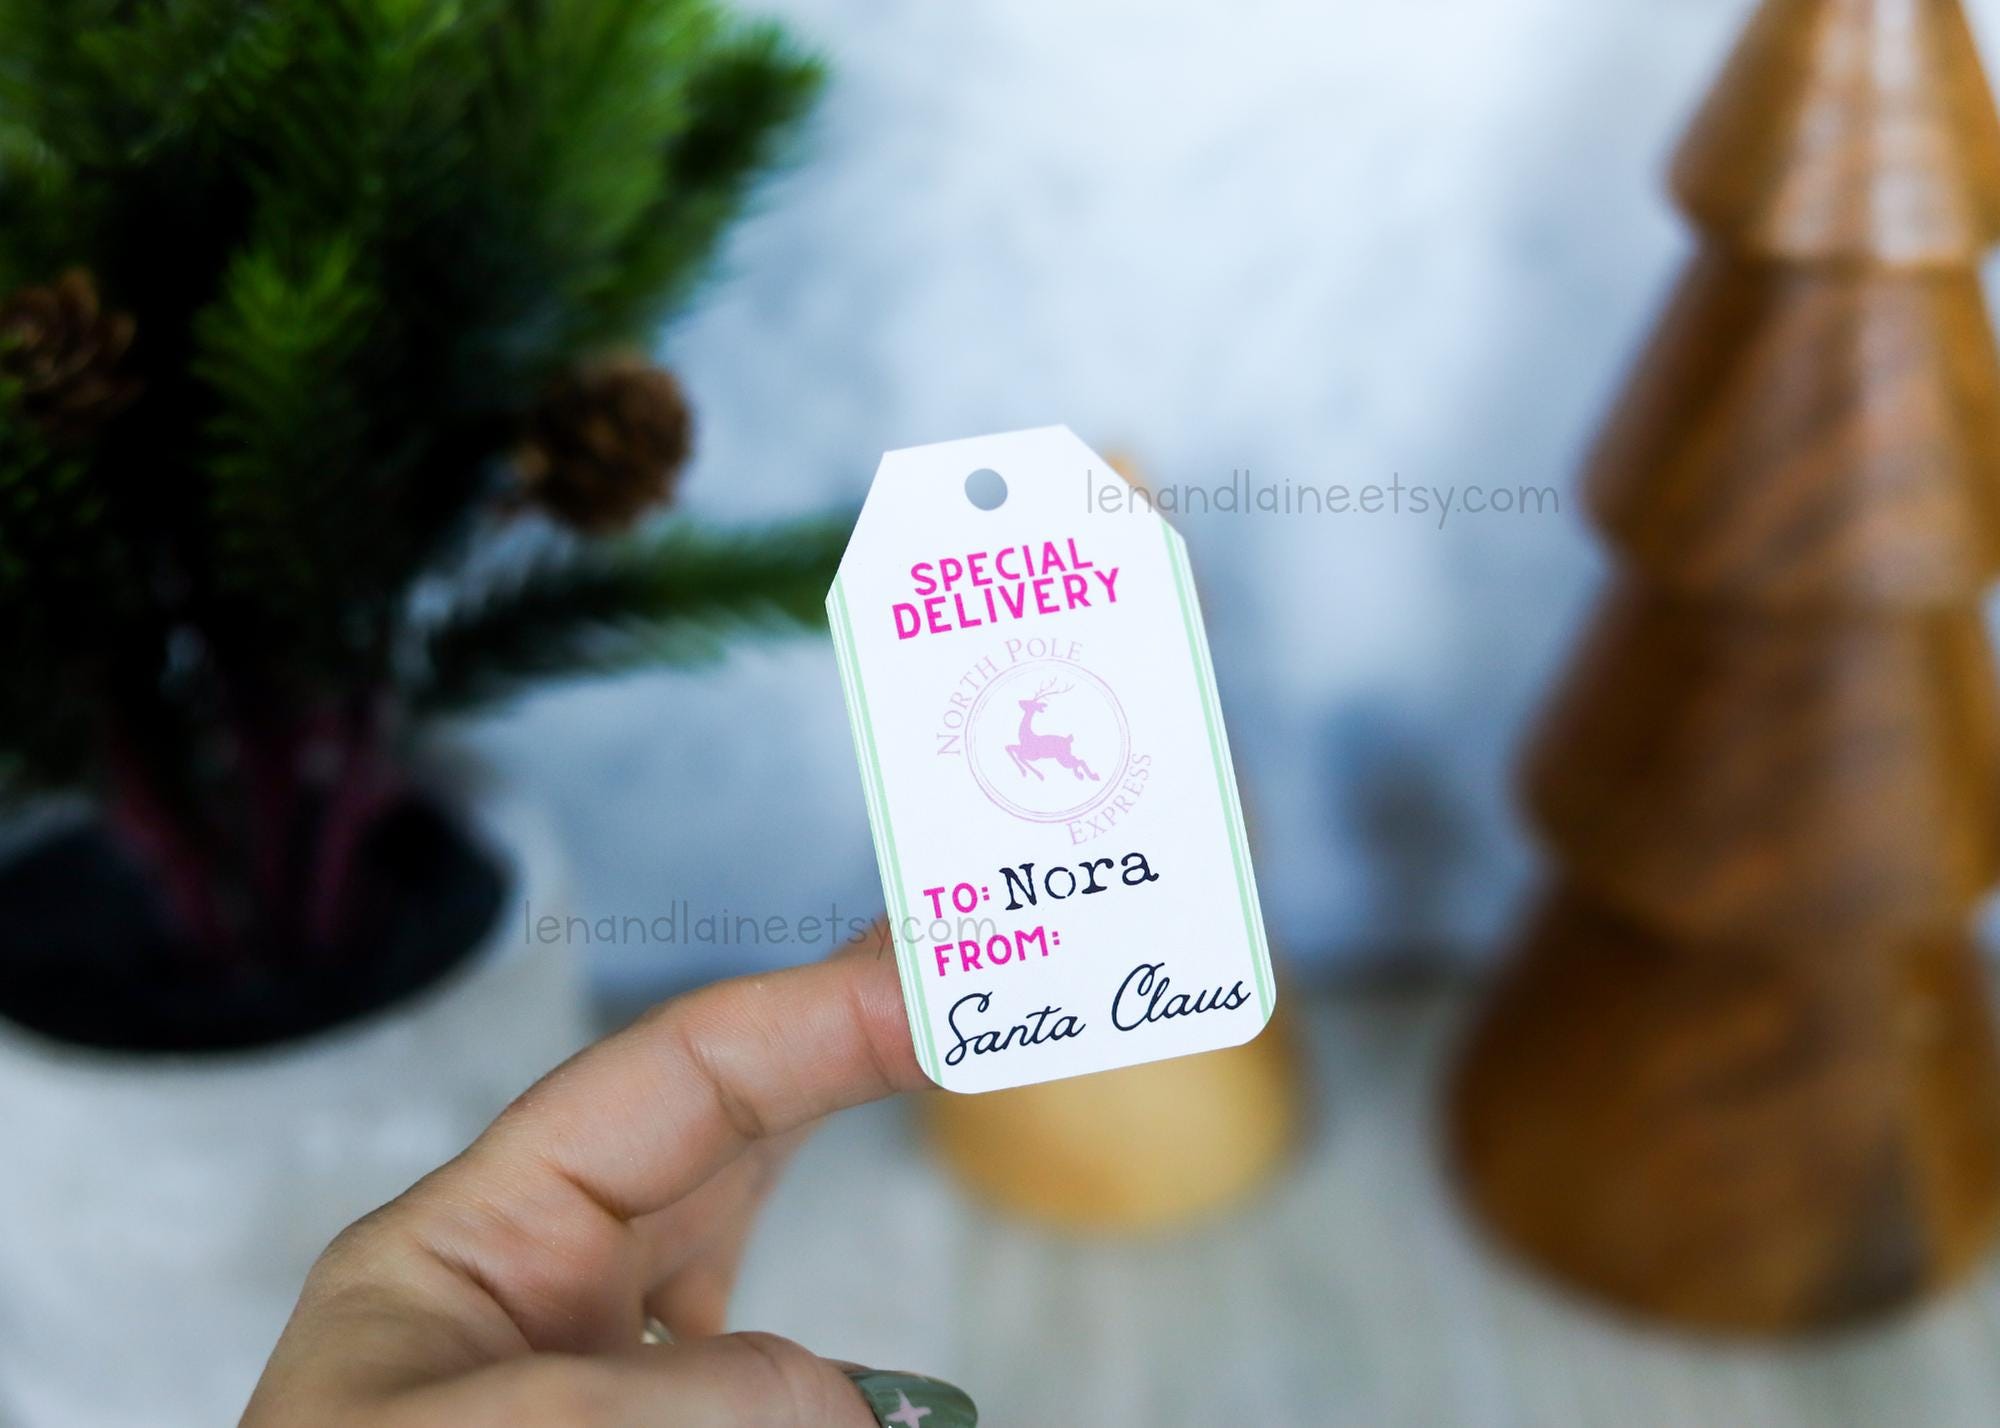 lenandlaine.etsy.com
SPECIAL
DELIVERY
NORTH POLE
EXPRESS
TO: Nora
lenandlaine.etsy.com
FROM:
Santa Claus